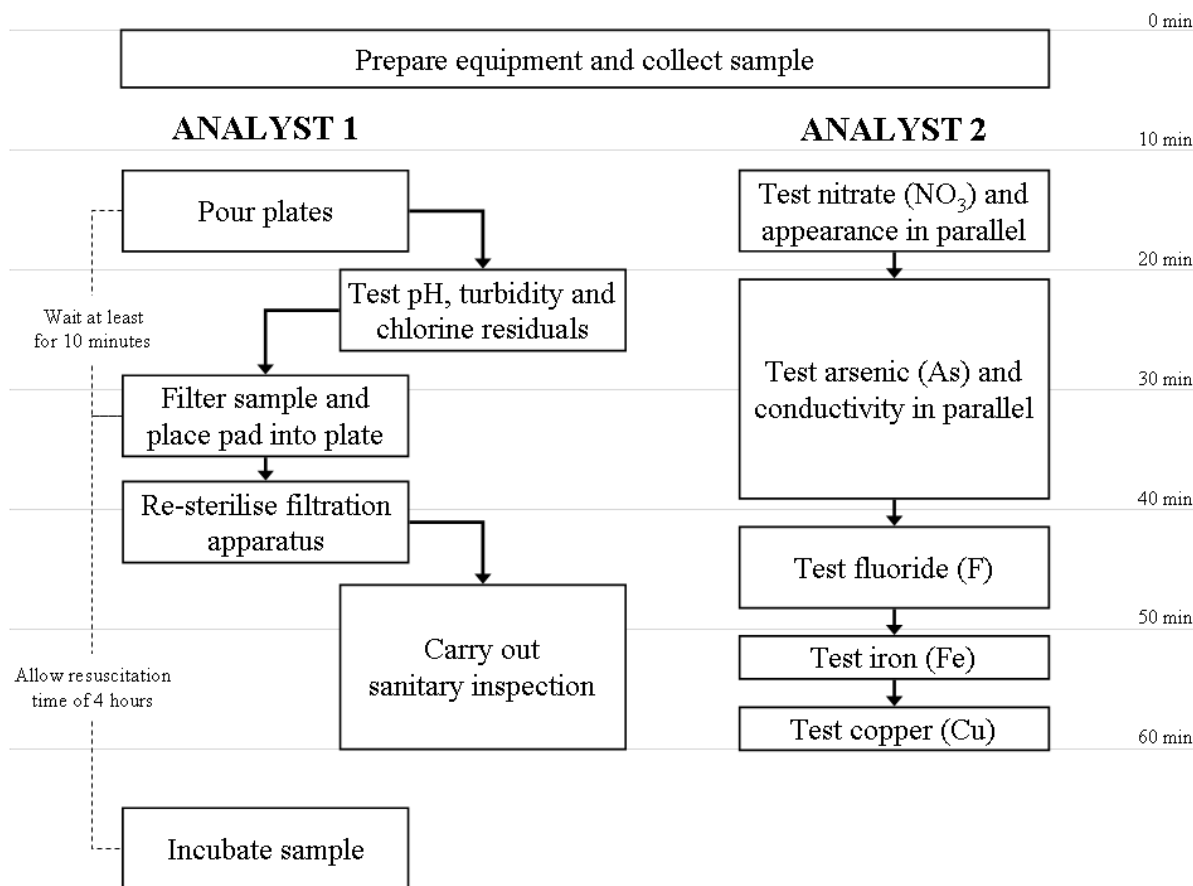 0 min
Prepare equipment and collect sample
ANALYST 1
ANALYST 2
10 min
Pour plates
Test nitrate (NO₃) and
appearance in parallel
20 min
Test pH, turbidity and
chlorine residuals
Wait at least
for 10 minutes
Test arsenic (As) and
conductivity in parallel
30 min
Filter sample and
place pad into plate
Re-sterilise filtration
apparatus
40 min
Test fluoride (F)
50 min
Carry out
sanitary inspection
Test iron (Fe)
Allow resuscitation
time of 4 hours
Test copper (Cu)
60 min
Incubate sample